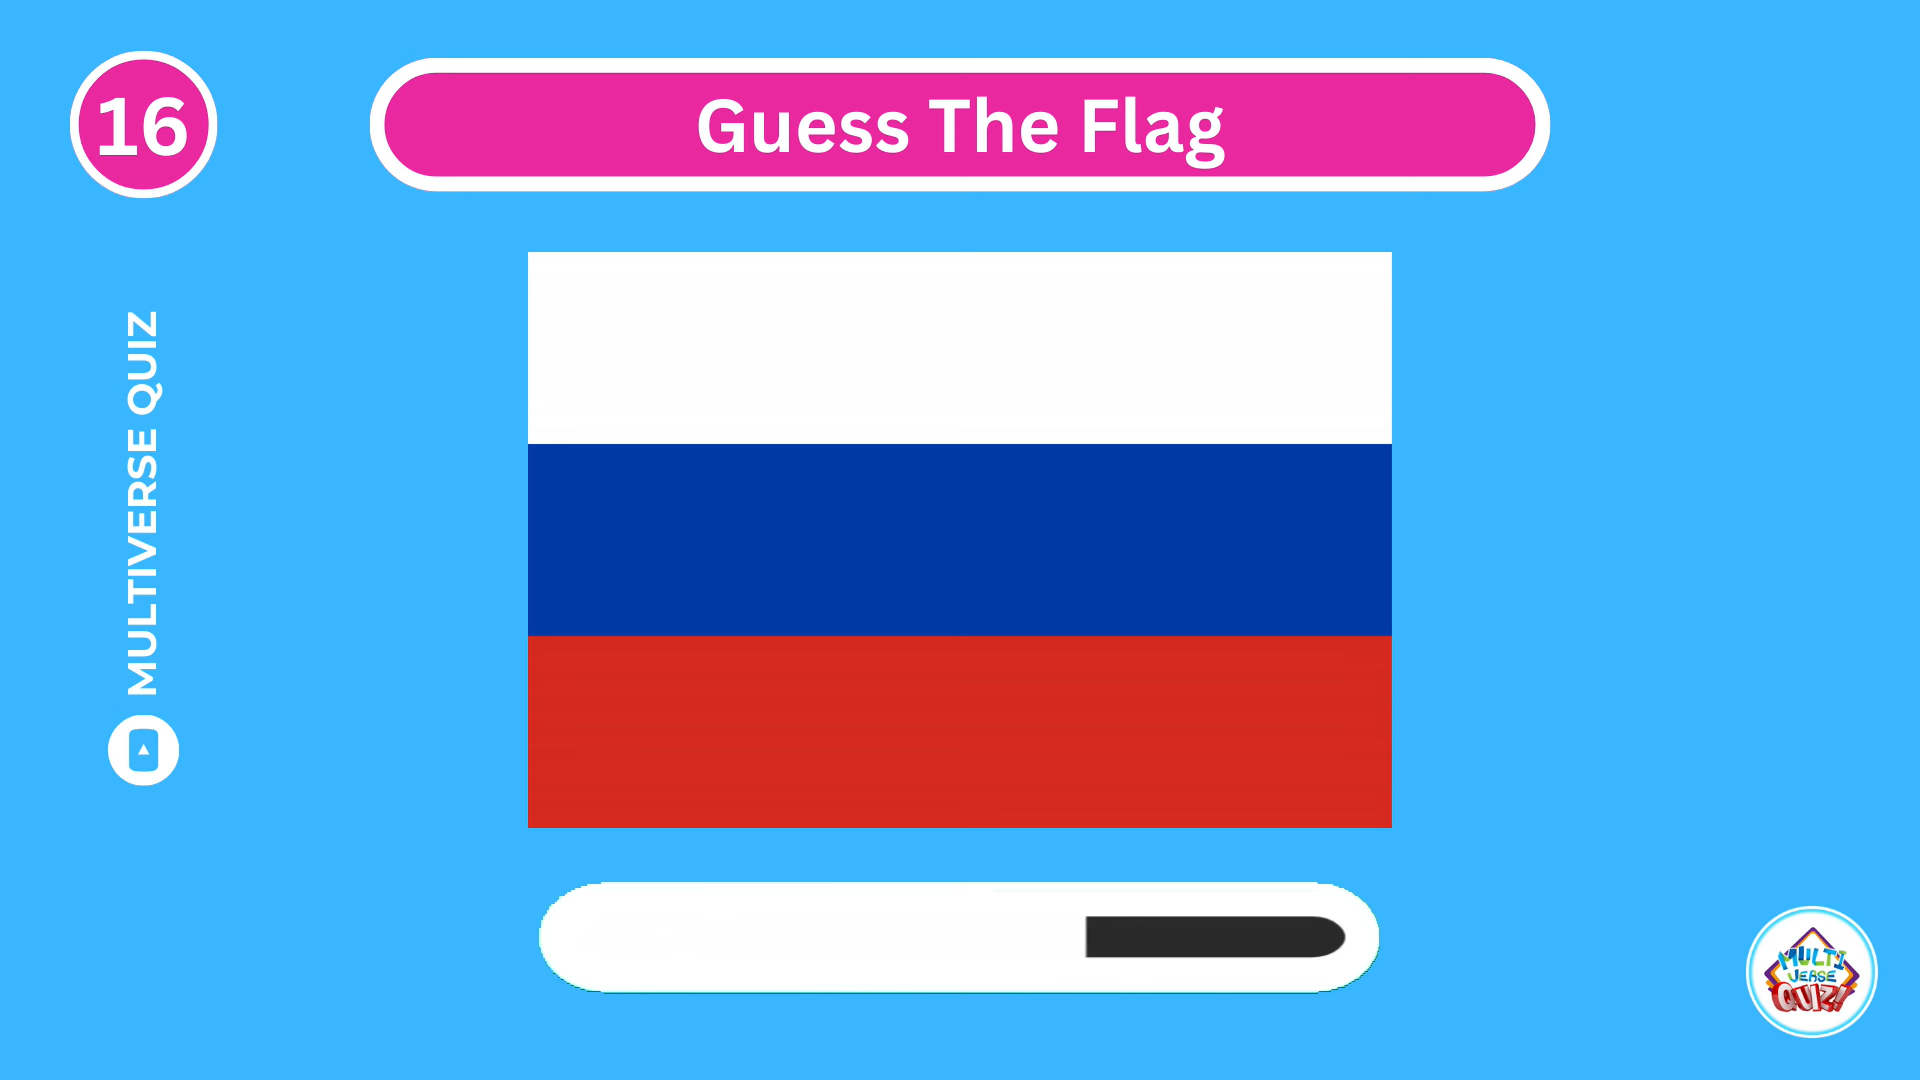 16
Guess The Flag
MULTIVERSE QUIZ
MULTI
VERSE
QUIZ!